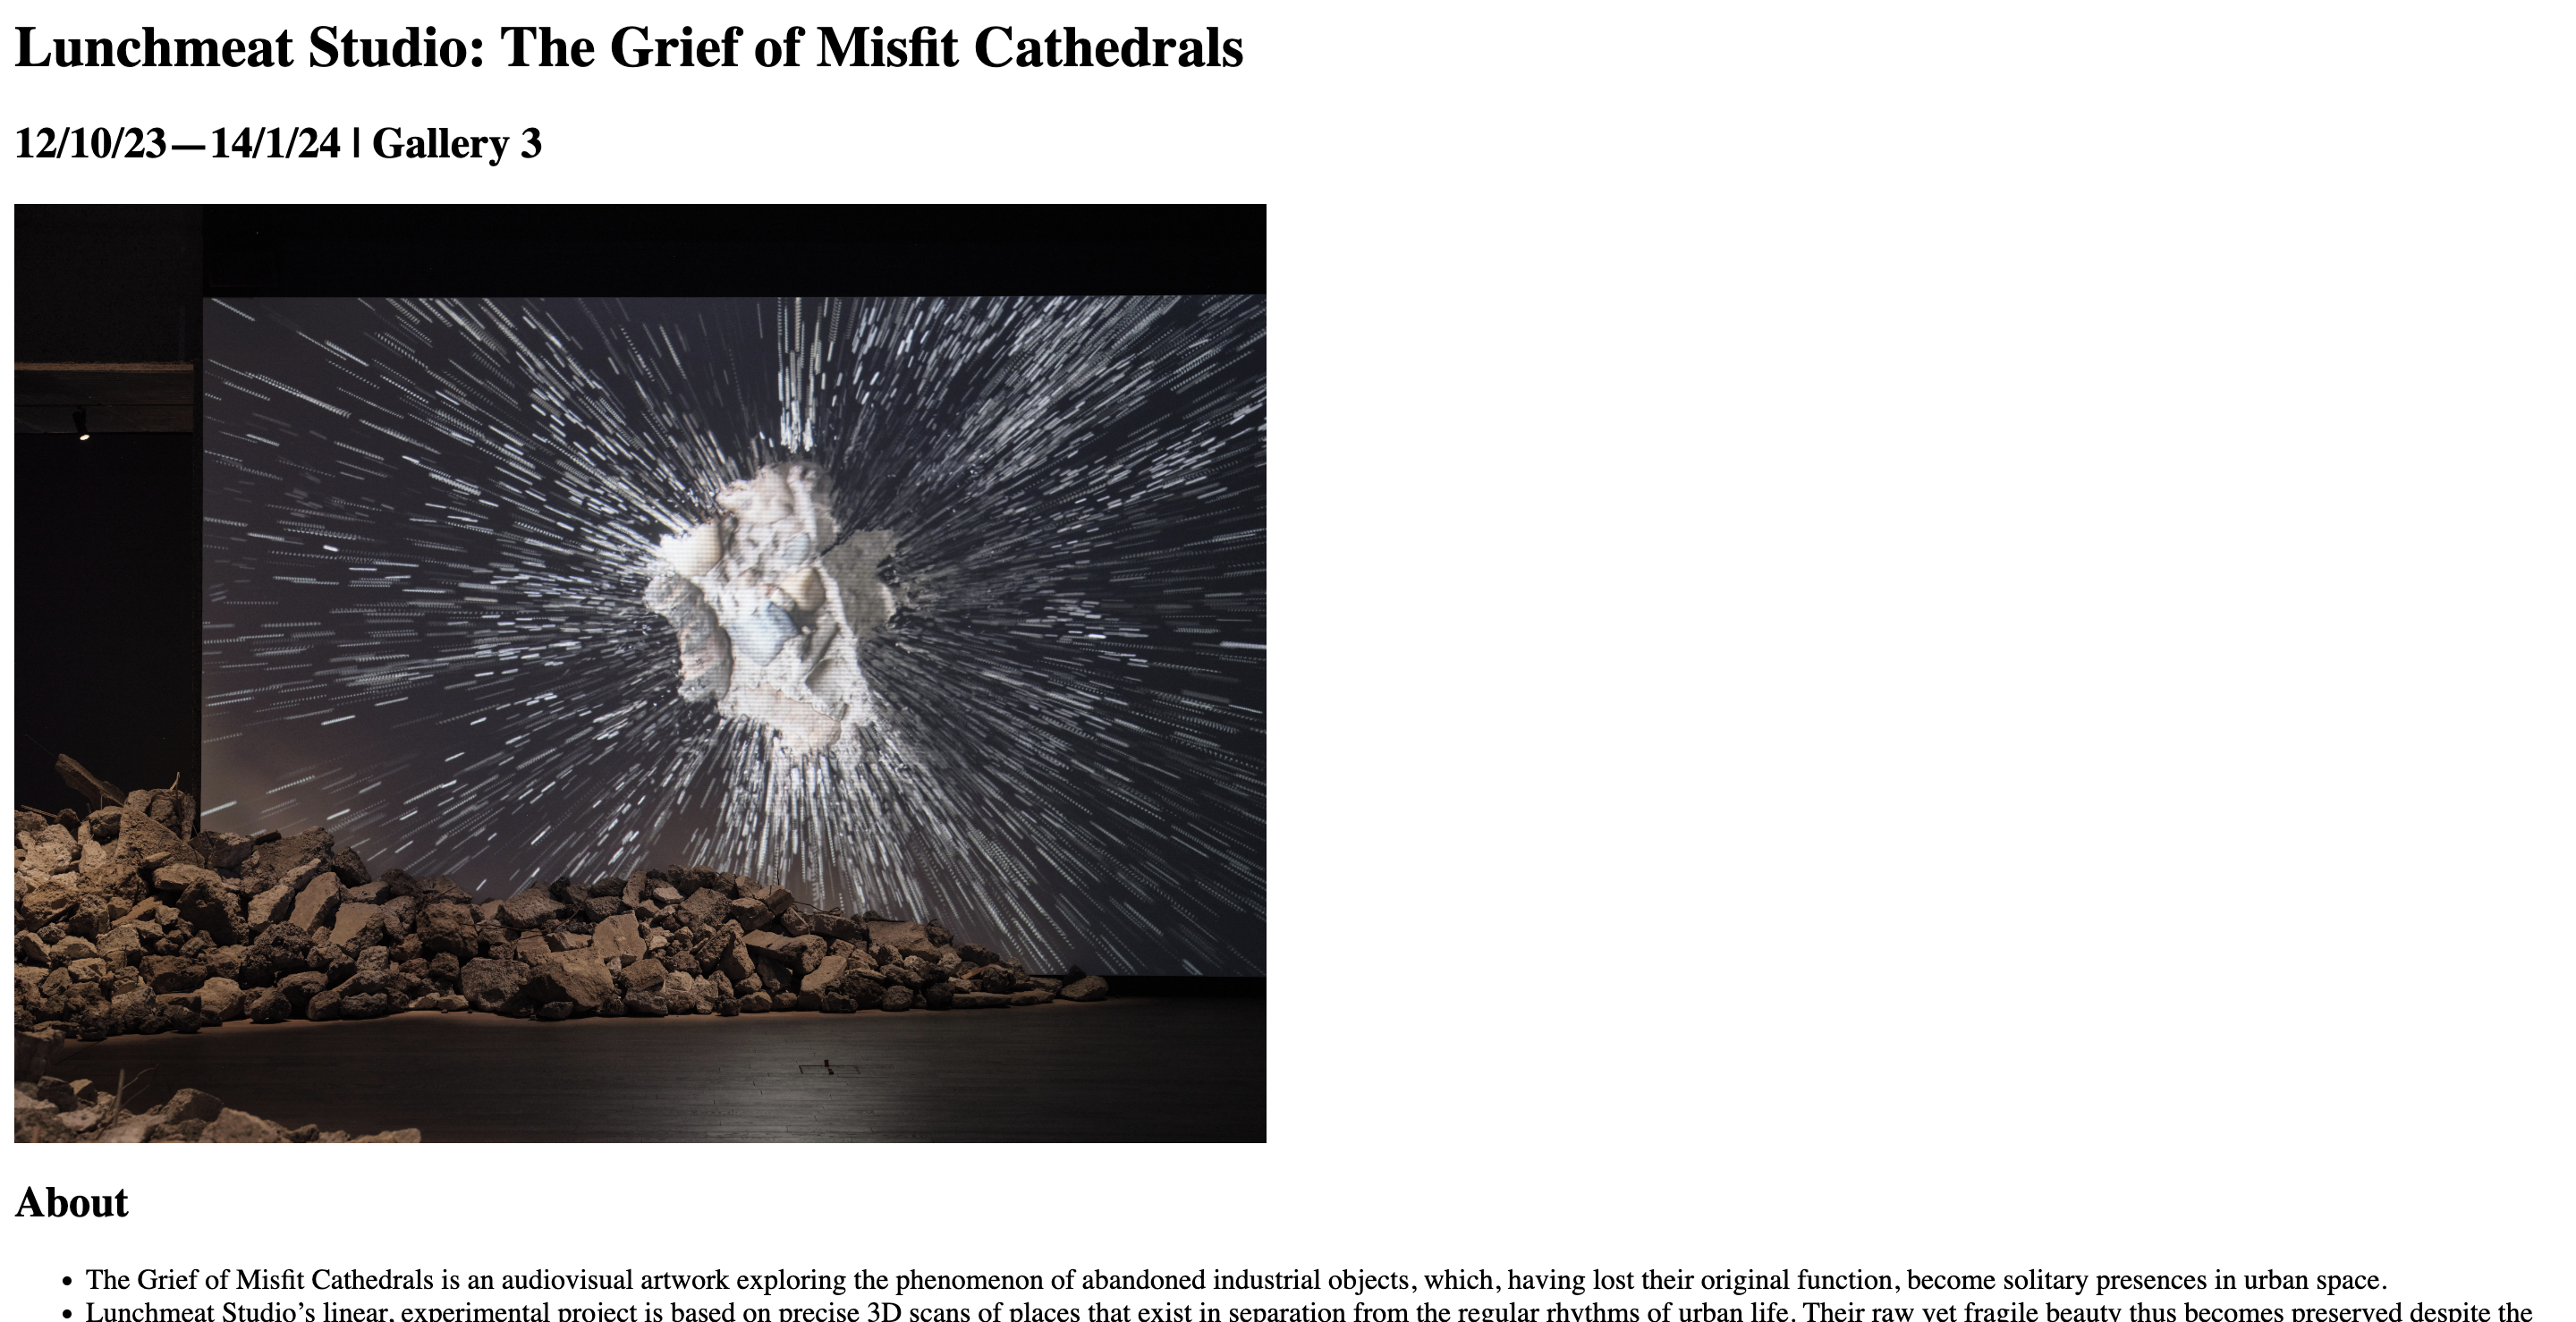 Lunchmeat Studio: The Grief of Misfit Cathedrals
12/10/23—14/1/24 | Gallery 3
About
• The Grief of Misfit Cathedrals is an audiovisual artwork exploring the phenomenon of abandoned industrial objects, which, having lost their original function, become solitary presences in urban space.
• Lunchmeat Studio’s linear, experimental project is based on precise 3D scans of places that exist in separation from the regular rhythms of urban life. Their raw yet fragile beauty thus becomes preserved despite the